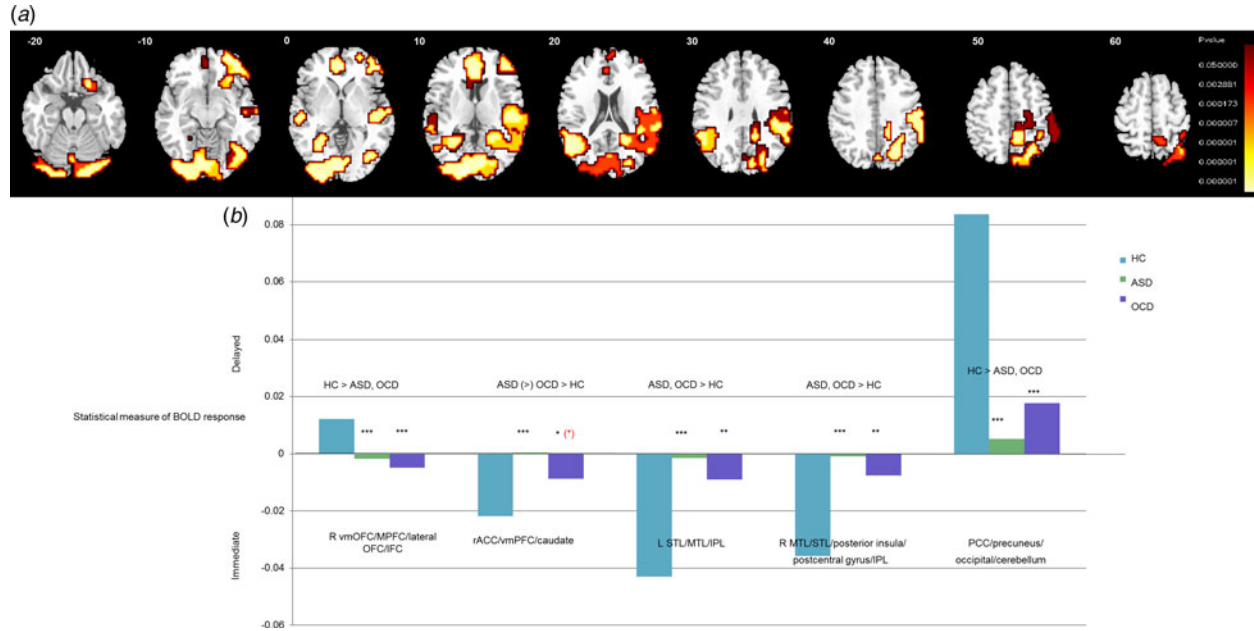 (a)
-20 -10 0 10 20 30 40 50 60
Pvalue
0.050000
0.002881
0.000173
0.000007
0.000001
0.000001
0.000001
(b)
0.08
0.06
0.04
0.02
0
-0.02
-0.04
-0.06
Delayed
Immediate
Statistical measure of BOLD response
HC > ASD, OCD
*** ***
R vmOFC/MPFC/lateral
OFC/IFC
ASD (>) OCD > HC
*** * (*)
rACC/vmPFC/caudate
ASD, OCD > HC
*** **
L STL/MTL/IPL
ASD, OCD > HC
*** **
R MTL/STL/posterior insula/
postcentral gyrus/IPL
HC > ASD, OCD
*** ***
PCC/precuneus/
occipital/cerebellum
HC
ASD
OCD